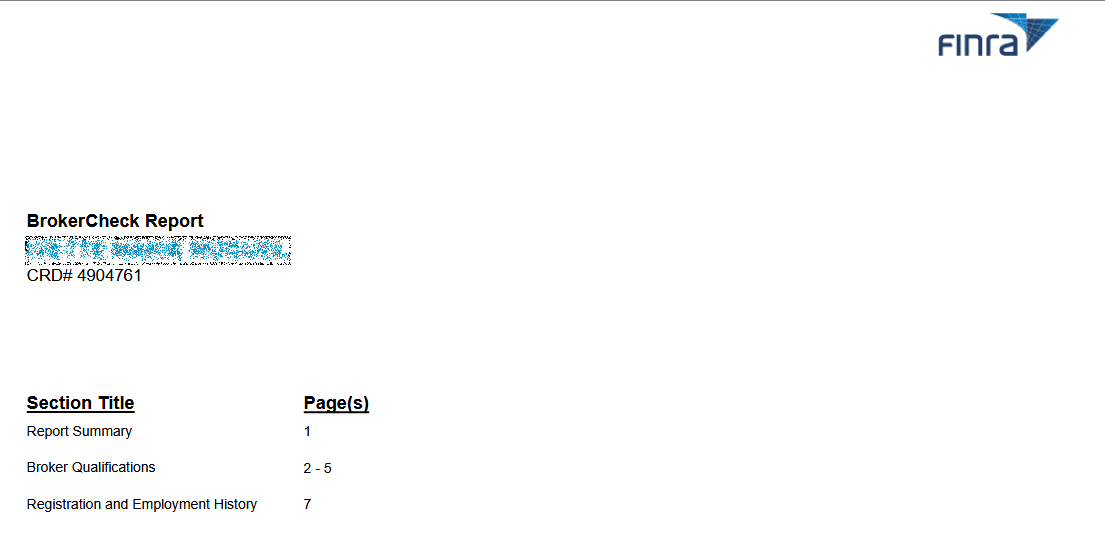 Finra
BrokerCheck Report
CRD# 4904761
Section Title Page(s)
Report Summary 1
Broker Qualifications 2 - 5
Registration and Employment History 7